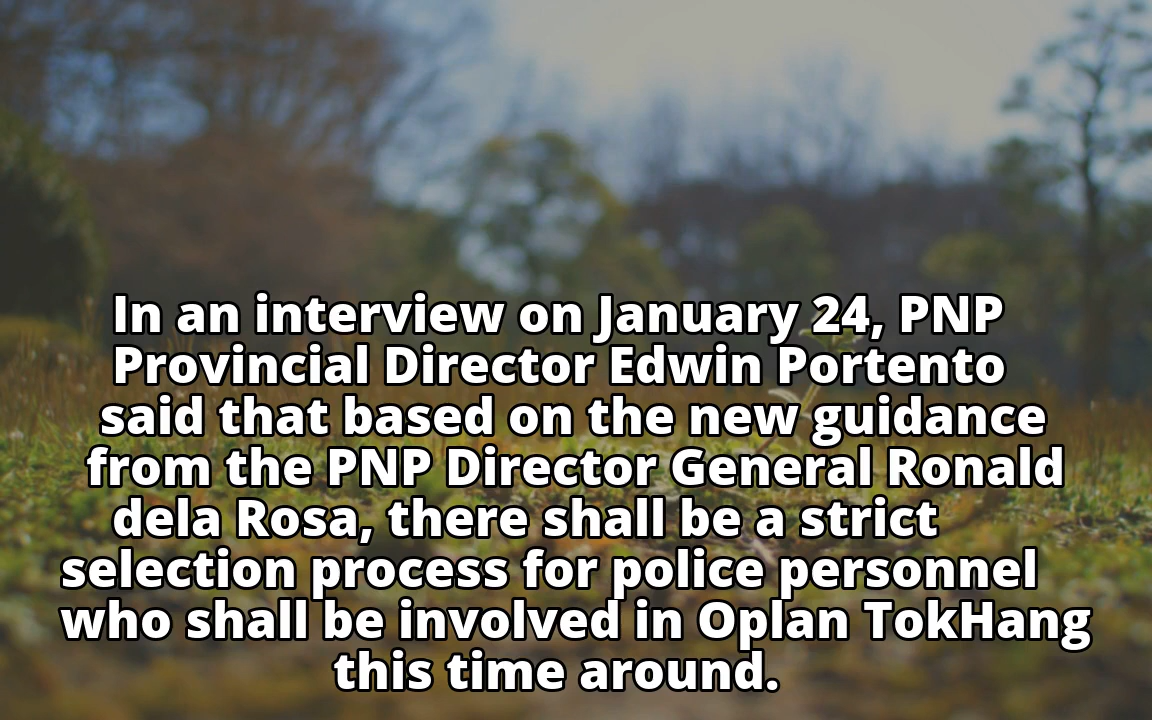 In an interview on January 24, PNP
Provincial Director Edwin Portento
said that based on the new guidance
from the PNP Director General Ronald
dela Rosa, there shall be a strict
selection process for police personnel
who shall be involved in Oplan TokHang
this time around.